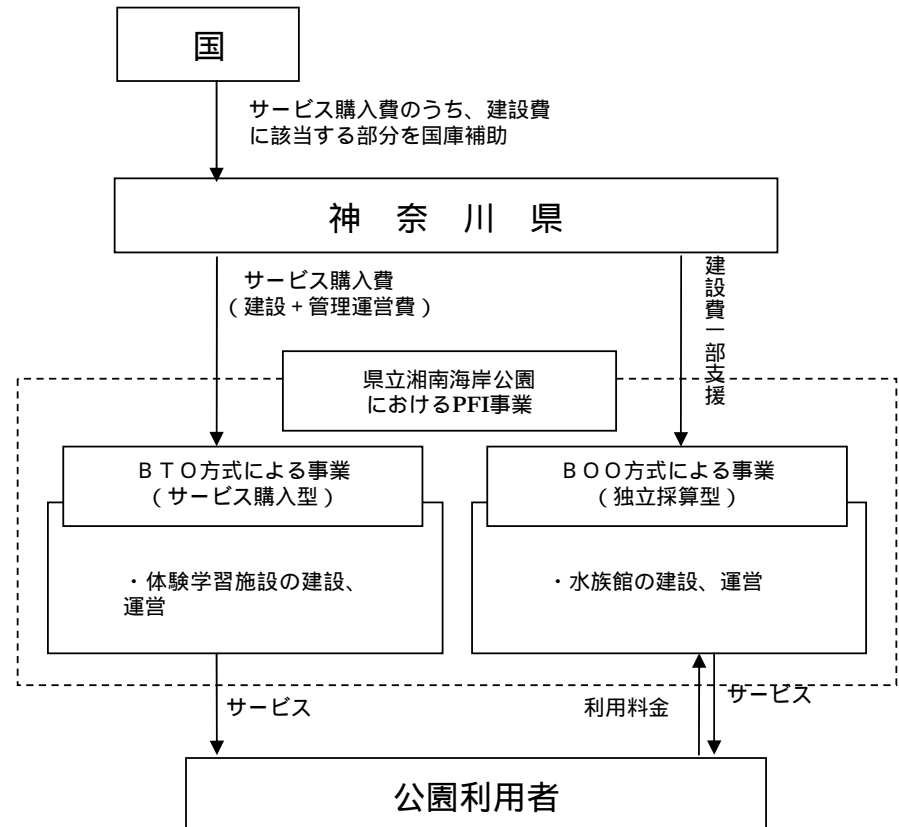 国
サービス購入費のうち、建設費
に該当する部分を国庫補助
神　奈　川　県
サービス購入費
（建設+管理運営費）
建設費一部支援
県立湘南海岸公園
におけるPFI事業
ＢＴＯ方式による事業
（サービス購入型）
ＢＯＯ方式による事業
（独立採算型）
・体験学習施設の建設、
運営
・水族館の建設、運営
サービス
利用料金
サービス
公園利用者